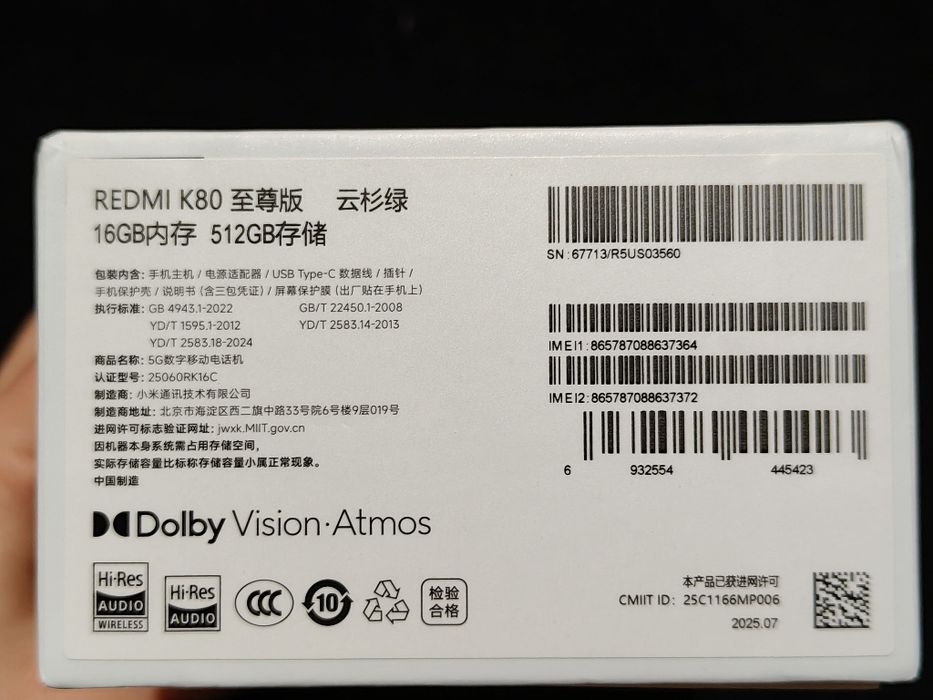 REDMI K80 至尊版 云杉绿
16GB内存 512GB存储
包装内含: 手机主机 / 电源适配器 / USB Type-C 数据线 / 插针 /
手机保护壳 / 说明书 (含三包凭证) / 屏幕保护膜 (出厂贴在手机上)
执行标准: GB 4943.1-2022 GB/T 22450.1-2008
YD/T 1595.1-2012 YD/T 2583.14-2013
YD/T 2583.18-2024
商品名称: 5G数字移动电话机
认证型号: 25060RK16C
制造商: 小米通讯技术有限公司
制造商地址: 北京市海淀区西二旗中路33号院6号楼9层019号
进网许可标志验证网址: jwxk.MIIT.gov.cn
因机器本身系统需占用存储空间，
实际存储容量比标称存储容量小属正常现象。
中国制造
Dolby Vision·Atmos
Hi-Res
AUDIO
WIRELESS
Hi-Res
AUDIO
CCC
10
检验
合格
SN : 67713/R5US03560
IMEI1: 865787088637364
IMEI2: 865787088637372
6 932554 445423
本产品已获进网许可
CMIIT ID: 25C1166MP006
2025.07